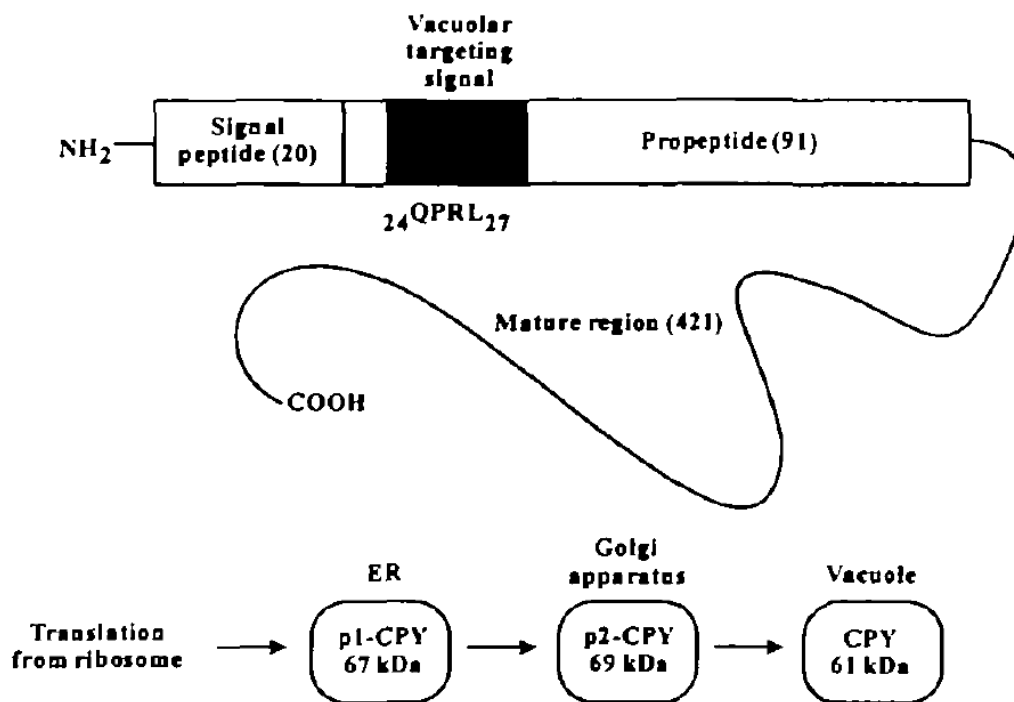 Vacuolar
targeting
signal
Signal
peptide (20)
Propeptide (91)
NH2
24QPRL27
Mature region (421)
COOH
ER
Golgi
apparatus
Vacuole
Translation
from ribosome
p1-CPY
67 kDa
p2-CPY
69 kDa
CPY
61 kDa